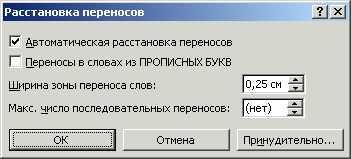 Расстановка переносов
Автоматическая расстановка переносов
Переносы в словах из ПРОПИСНЫХ БУКВ
Ширина зоны переноса слов: 0,25 см
Макс. число последовательных переносов: (нет)
ОК Отмена Принудительно...